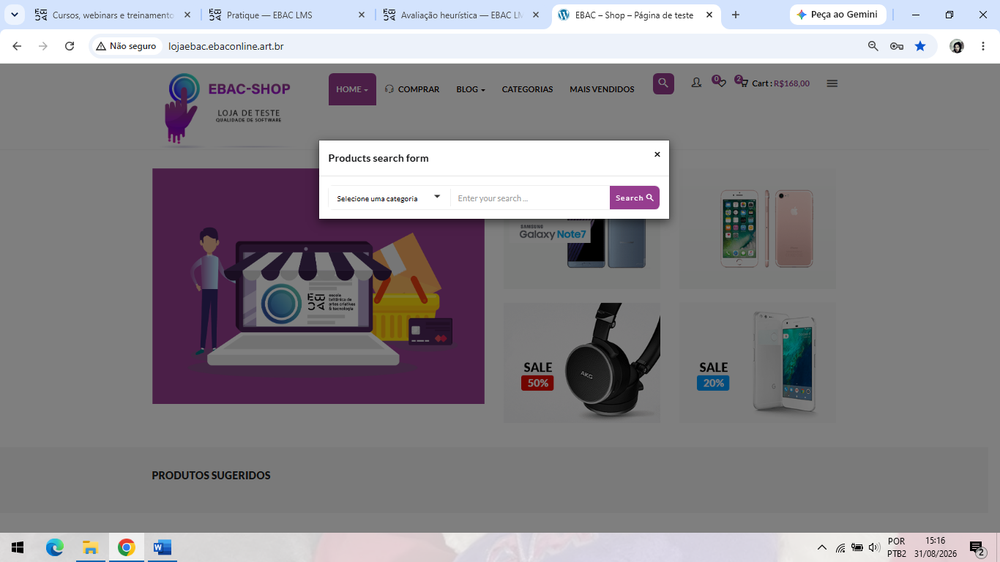 Cursos, webinars e treinamento
Pratique — EBAC LMS
Avaliação heurística — EBAC LM
EBAC – Shop – Página de teste
Peça ao Gemini
Não seguro
lojaebac.ebaconline.art.br
EBAC-SHOP
LOJA DE TESTE
QUALIDADE DE SOFTWARE
HOME
COMPRAR
BLOG
CATEGORIAS
MAIS VENDIDOS
0
2
Cart : R$168,00
Products search form
Selecione uma categoria
Enter your search ...
Search
SAMSUNG
Galaxy Note7
escola
britânica de
artes criativas
& tecnologia
AKG
SALE
50%
SALE
20%
PRODUTOS SUGERIDOS
POR
PTB2
15:16
31/08/2026
2